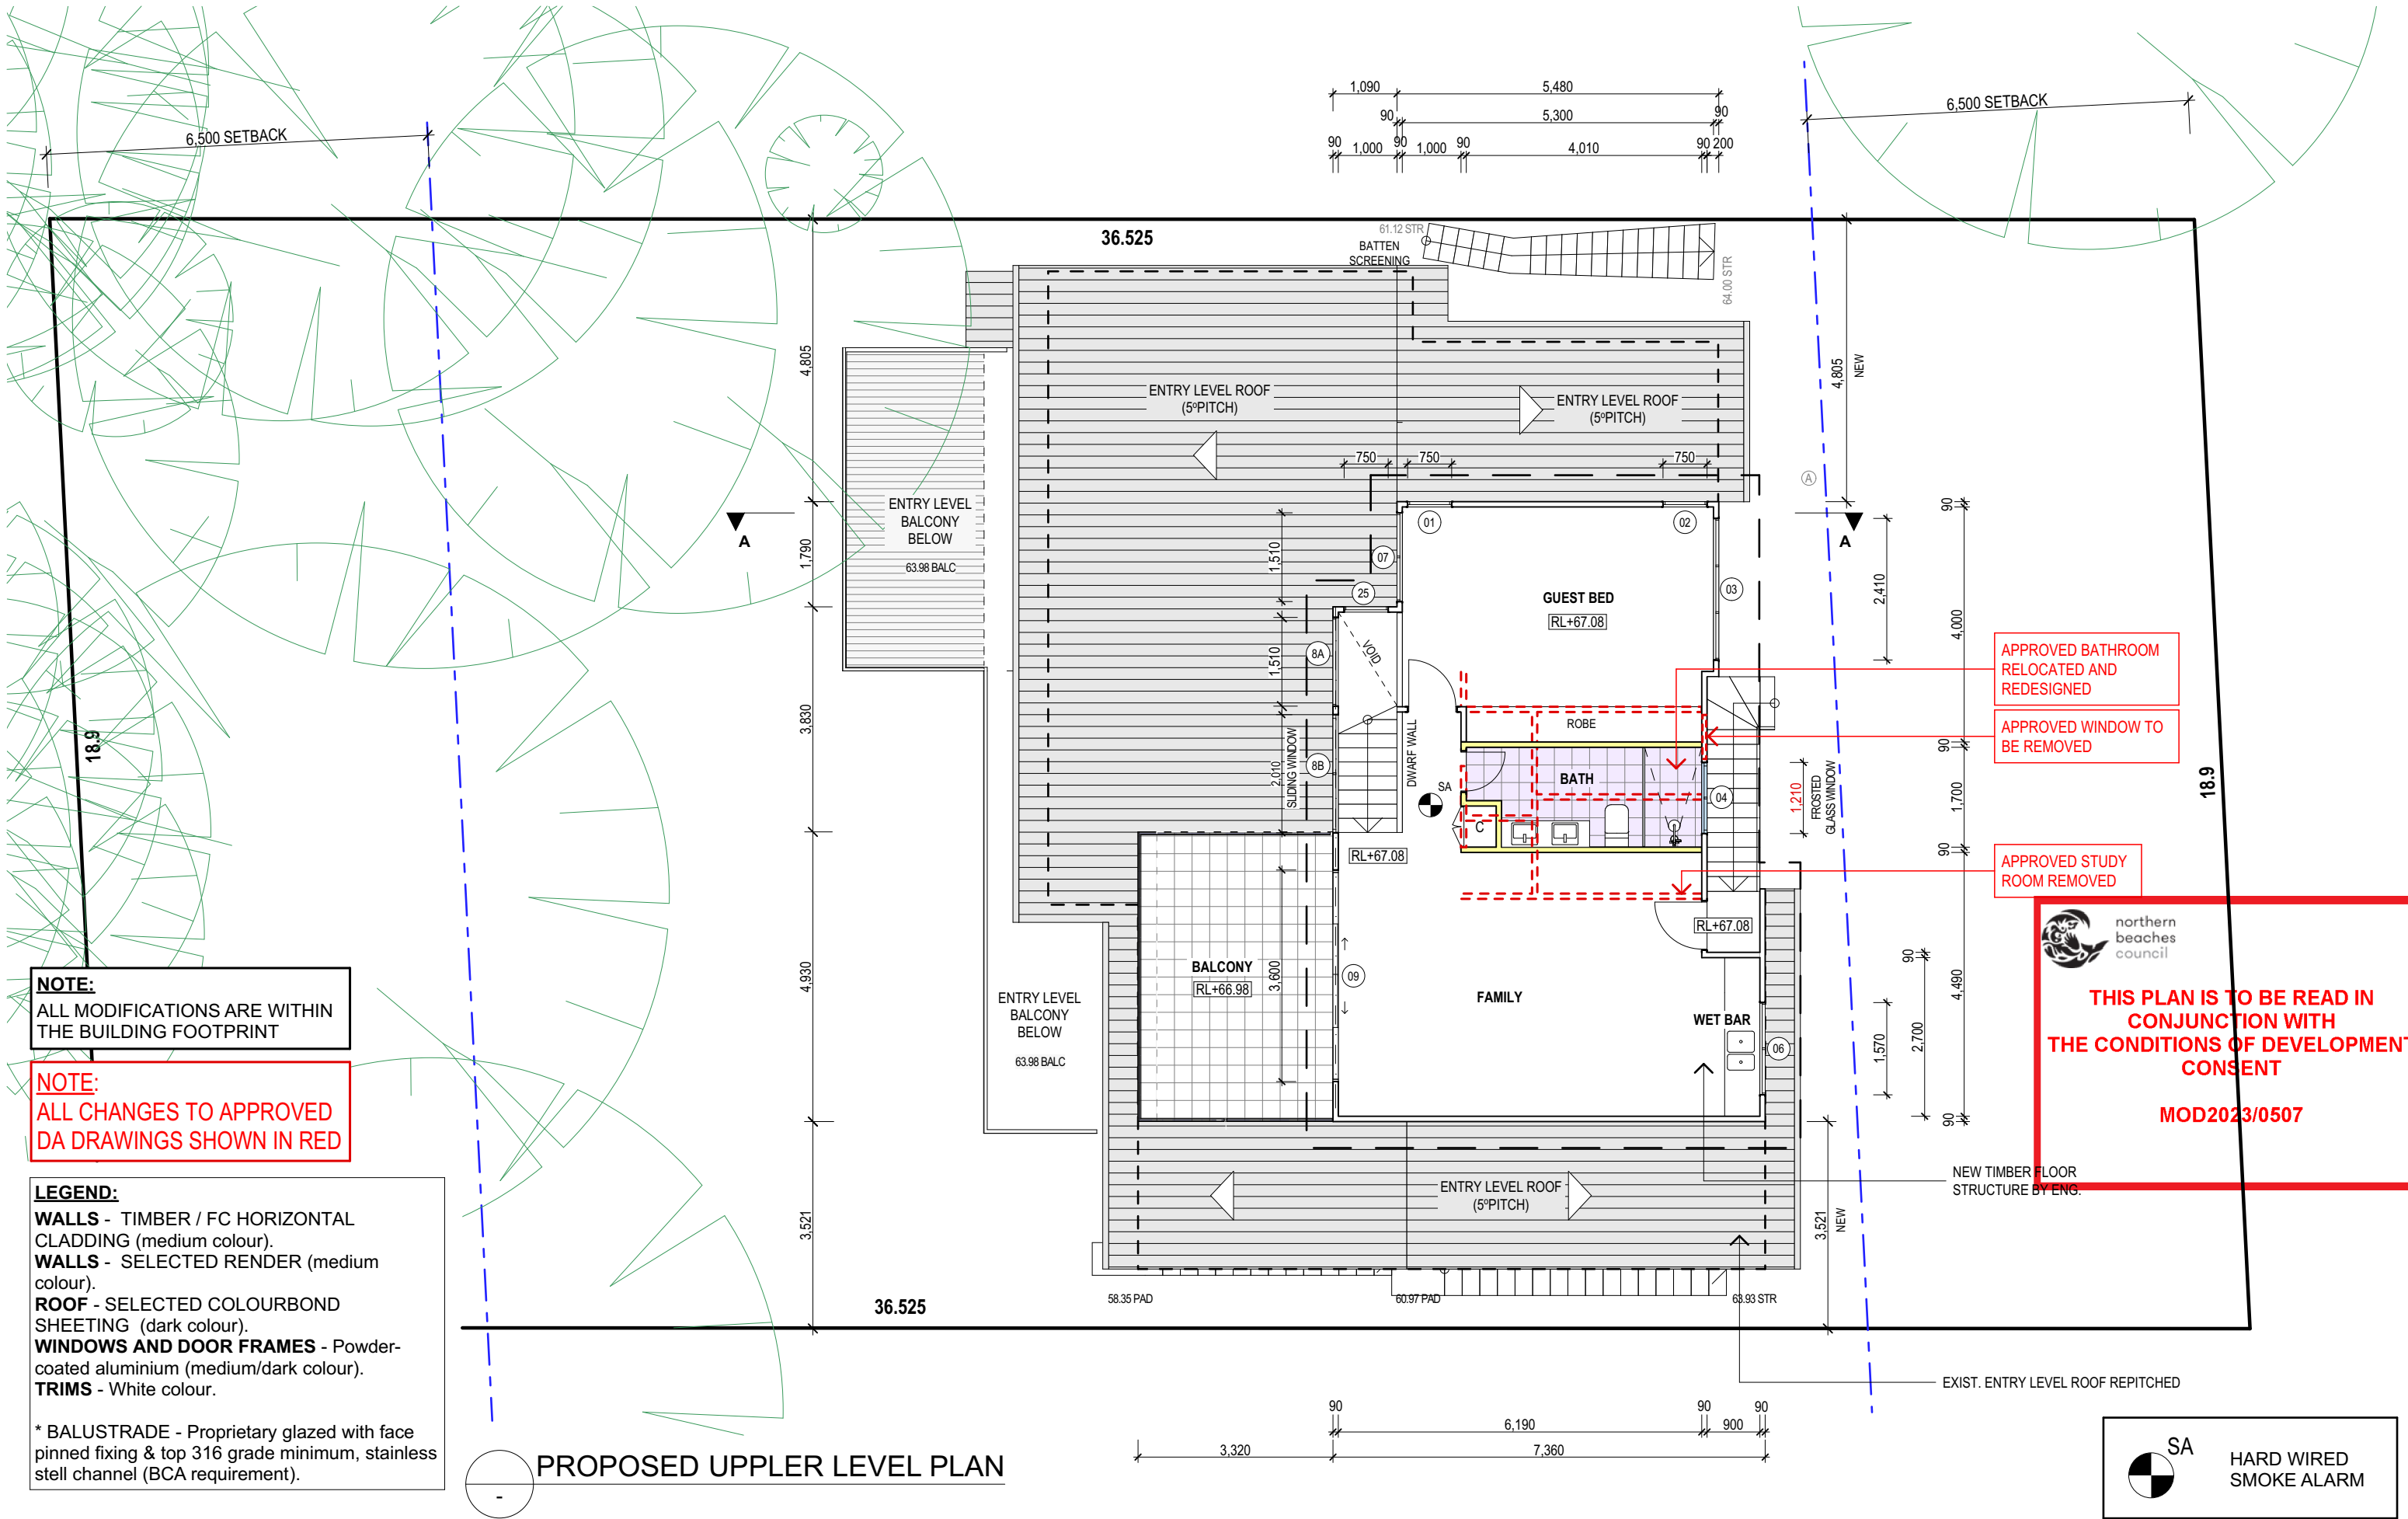 1,090
5,480
90
5,300
90
90
1,000
90
1,000
90
4,010
90
200
6,500 SETBACK
6,500 SETBACK
36.525
61.12 STR
BATTEN
SCREENING
64.00 STR
4,805
4,805
NEW
ENTRY LEVEL ROOF
(5ºPITCH)
ENTRY LEVEL ROOF
(5ºPITCH)
750
750
750
A
ENTRY LEVEL
BALCONY
BELOW
63.98 BALC
A
A
01
02
07
03
25
1,790
1,510
GUEST BED
RL+67.08
2,410
90
4,000
8A
VOID
1,510
3,830
ROBE
APPROVED BATHROOM
RELOCATED AND
REDESIGNED
APPROVED WINDOW TO
BE REMOVED
18.9
18.9
2,010
SLIDING WINDOW
8B
DWARF WALL
SA
BATH
04
C
1,210
FROSTED
GLASS WINDOW
90
1,700
90
RL+67.08
APPROVED STUDY
ROOM REMOVED
RL+67.08
northern
beaches
council
THIS PLAN IS TO BE READ IN
CONJUNCTION WITH
THE CONDITIONS OF DEVELOPMENT
CONSENT
MOD2023/0507
4,930
BALCONY
RL+66.98
3,600
09
FAMILY
WET BAR
06
90
4,490
2,700
1,570
90
ENTRY LEVEL
BALCONY
BELOW
63.98 BALC
NOTE:
ALL MODIFICATIONS ARE WITHIN
THE BUILDING FOOTPRINT
NOTE:
ALL CHANGES TO APPROVED
DA DRAWINGS SHOWN IN RED
LEGEND:
WALLS - TIMBER / FC HORIZONTAL
CLADDING (medium colour).
WALLS - SELECTED RENDER (medium
colour).
ROOF - SELECTED COLOURBOND
SHEETING (dark colour).
WINDOWS AND DOOR FRAMES - Powder-
coated aluminium (medium/dark colour).
TRIMS - White colour.
* BALUSTRADE - Proprietary glazed with face
pinned fixing & top 316 grade minimum, stainless
stell channel (BCA requirement).
3,521
ENTRY LEVEL ROOF
(5ºPITCH)
3,521
NEW
NEW TIMBER FLOOR
STRUCTURE BY ENG.
58.35 PAD
60.97 PAD
63.93 STR
36.525
EXIST. ENTRY LEVEL ROOF REPITCHED
90
6,190
90
900
90
3,320
7,360
-
PROPOSED UPPLER LEVEL PLAN
SA
HARD WIRED
SMOKE ALARM